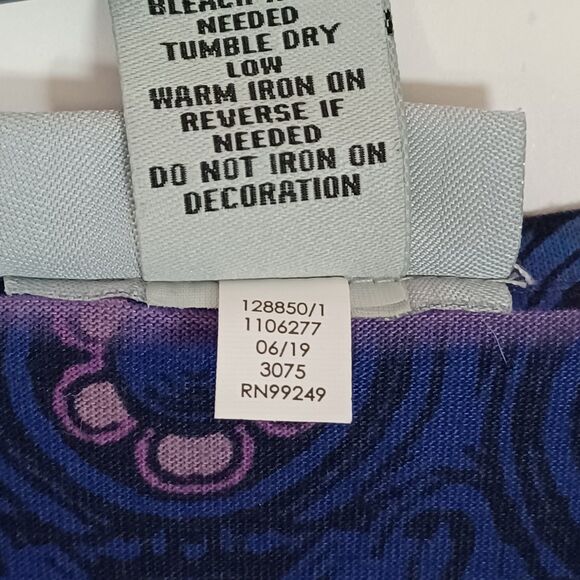 NEEDED
TUMBLE DRY
LOW
WARM IRON ON
REVERSE IF
NEEDED
DO NOT IRON ON
DECORATION
128850/1
1106277
06/19
3075
RN99249